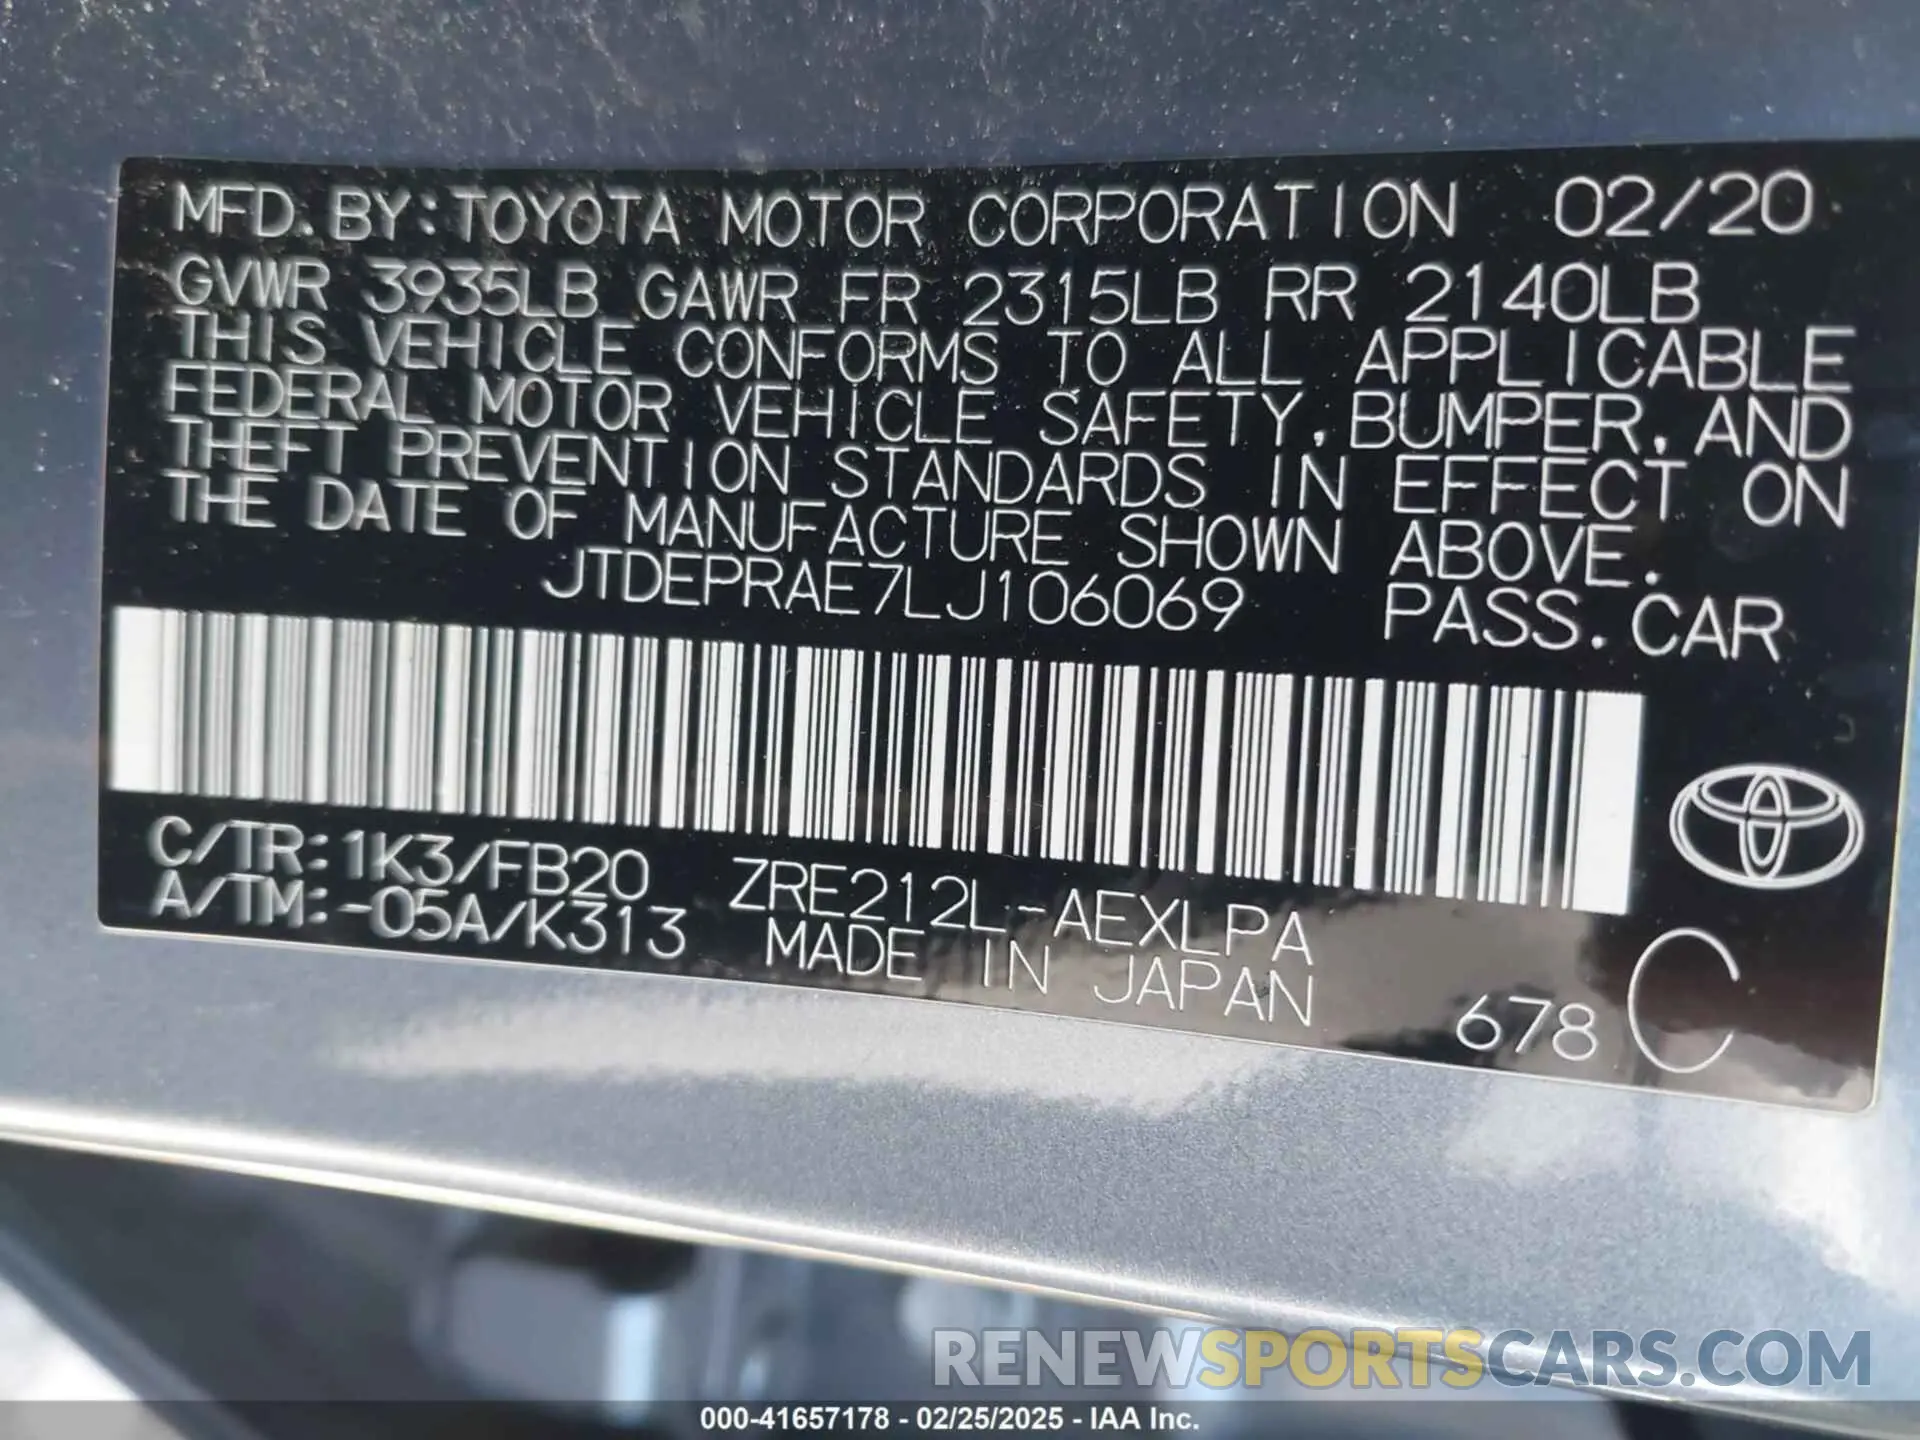 MFD. BY: TOYOTA MOTOR CORPORATION 02/20
GVWR 3935LB GAWR FR 2315LB RR 2140LB
THIS VEHICLE CONFORMS TO ALL APPLICABLE
FEDERAL MOTOR VEHICLE SAFETY, BUMPER, AND
THEFT PREVENTION STANDARDS IN EFFECT ON
THE DATE OF MANUFACTURE SHOWN ABOVE.
JTDEPRAE7LJ106069 PASS. CAR
C/TR: 1K3/FB20 ZRE212L-AEXLPA
A/TM: -05A/K313 MADE IN JAPAN
678 C
RENEWSPORTSCARS.COM
000-41657178 - 02/25/2025 - IAA Inc.